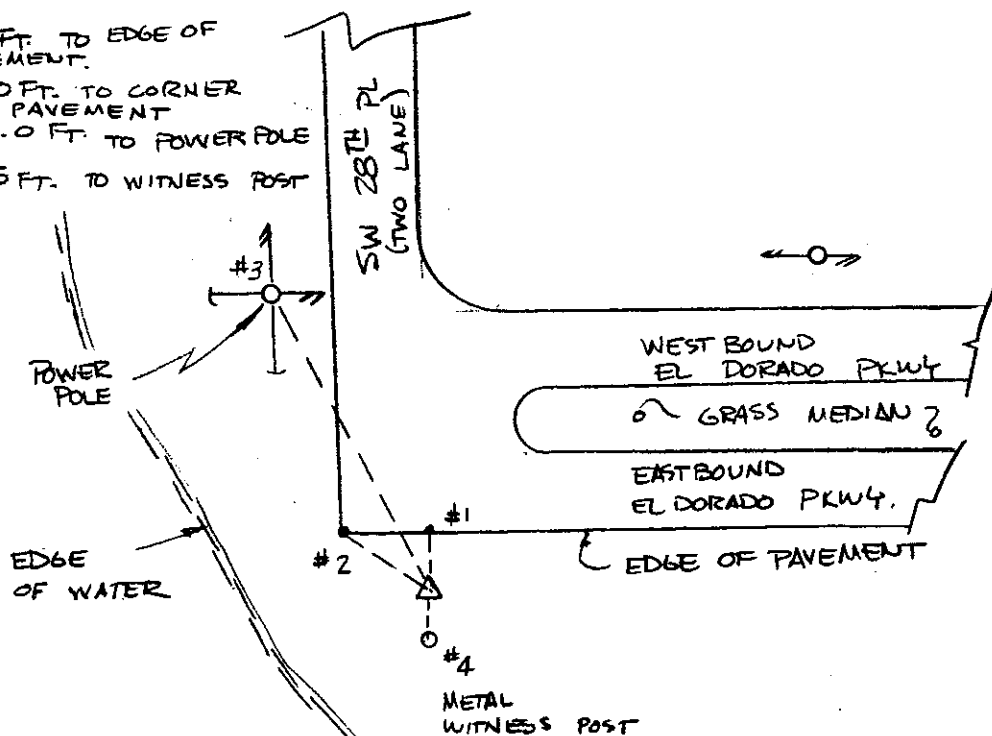 FT. TO EDGE OF
EMENT.
0 FT. TO CORNER
PAVEMENT
.0 FT. TO POWER POLE
5 FT. TO WITNESS POST
SW 28TH PL
(TWO LANE)
#3
POWER
POLE
WEST BOUND
EL DORADO PKWY
GRASS MEDIAN
EASTBOUND
EL DORADO PKWY.
#1
#2
EDGE OF PAVEMENT
EDGE
OF WATER
#4
METAL
WITNESS POST